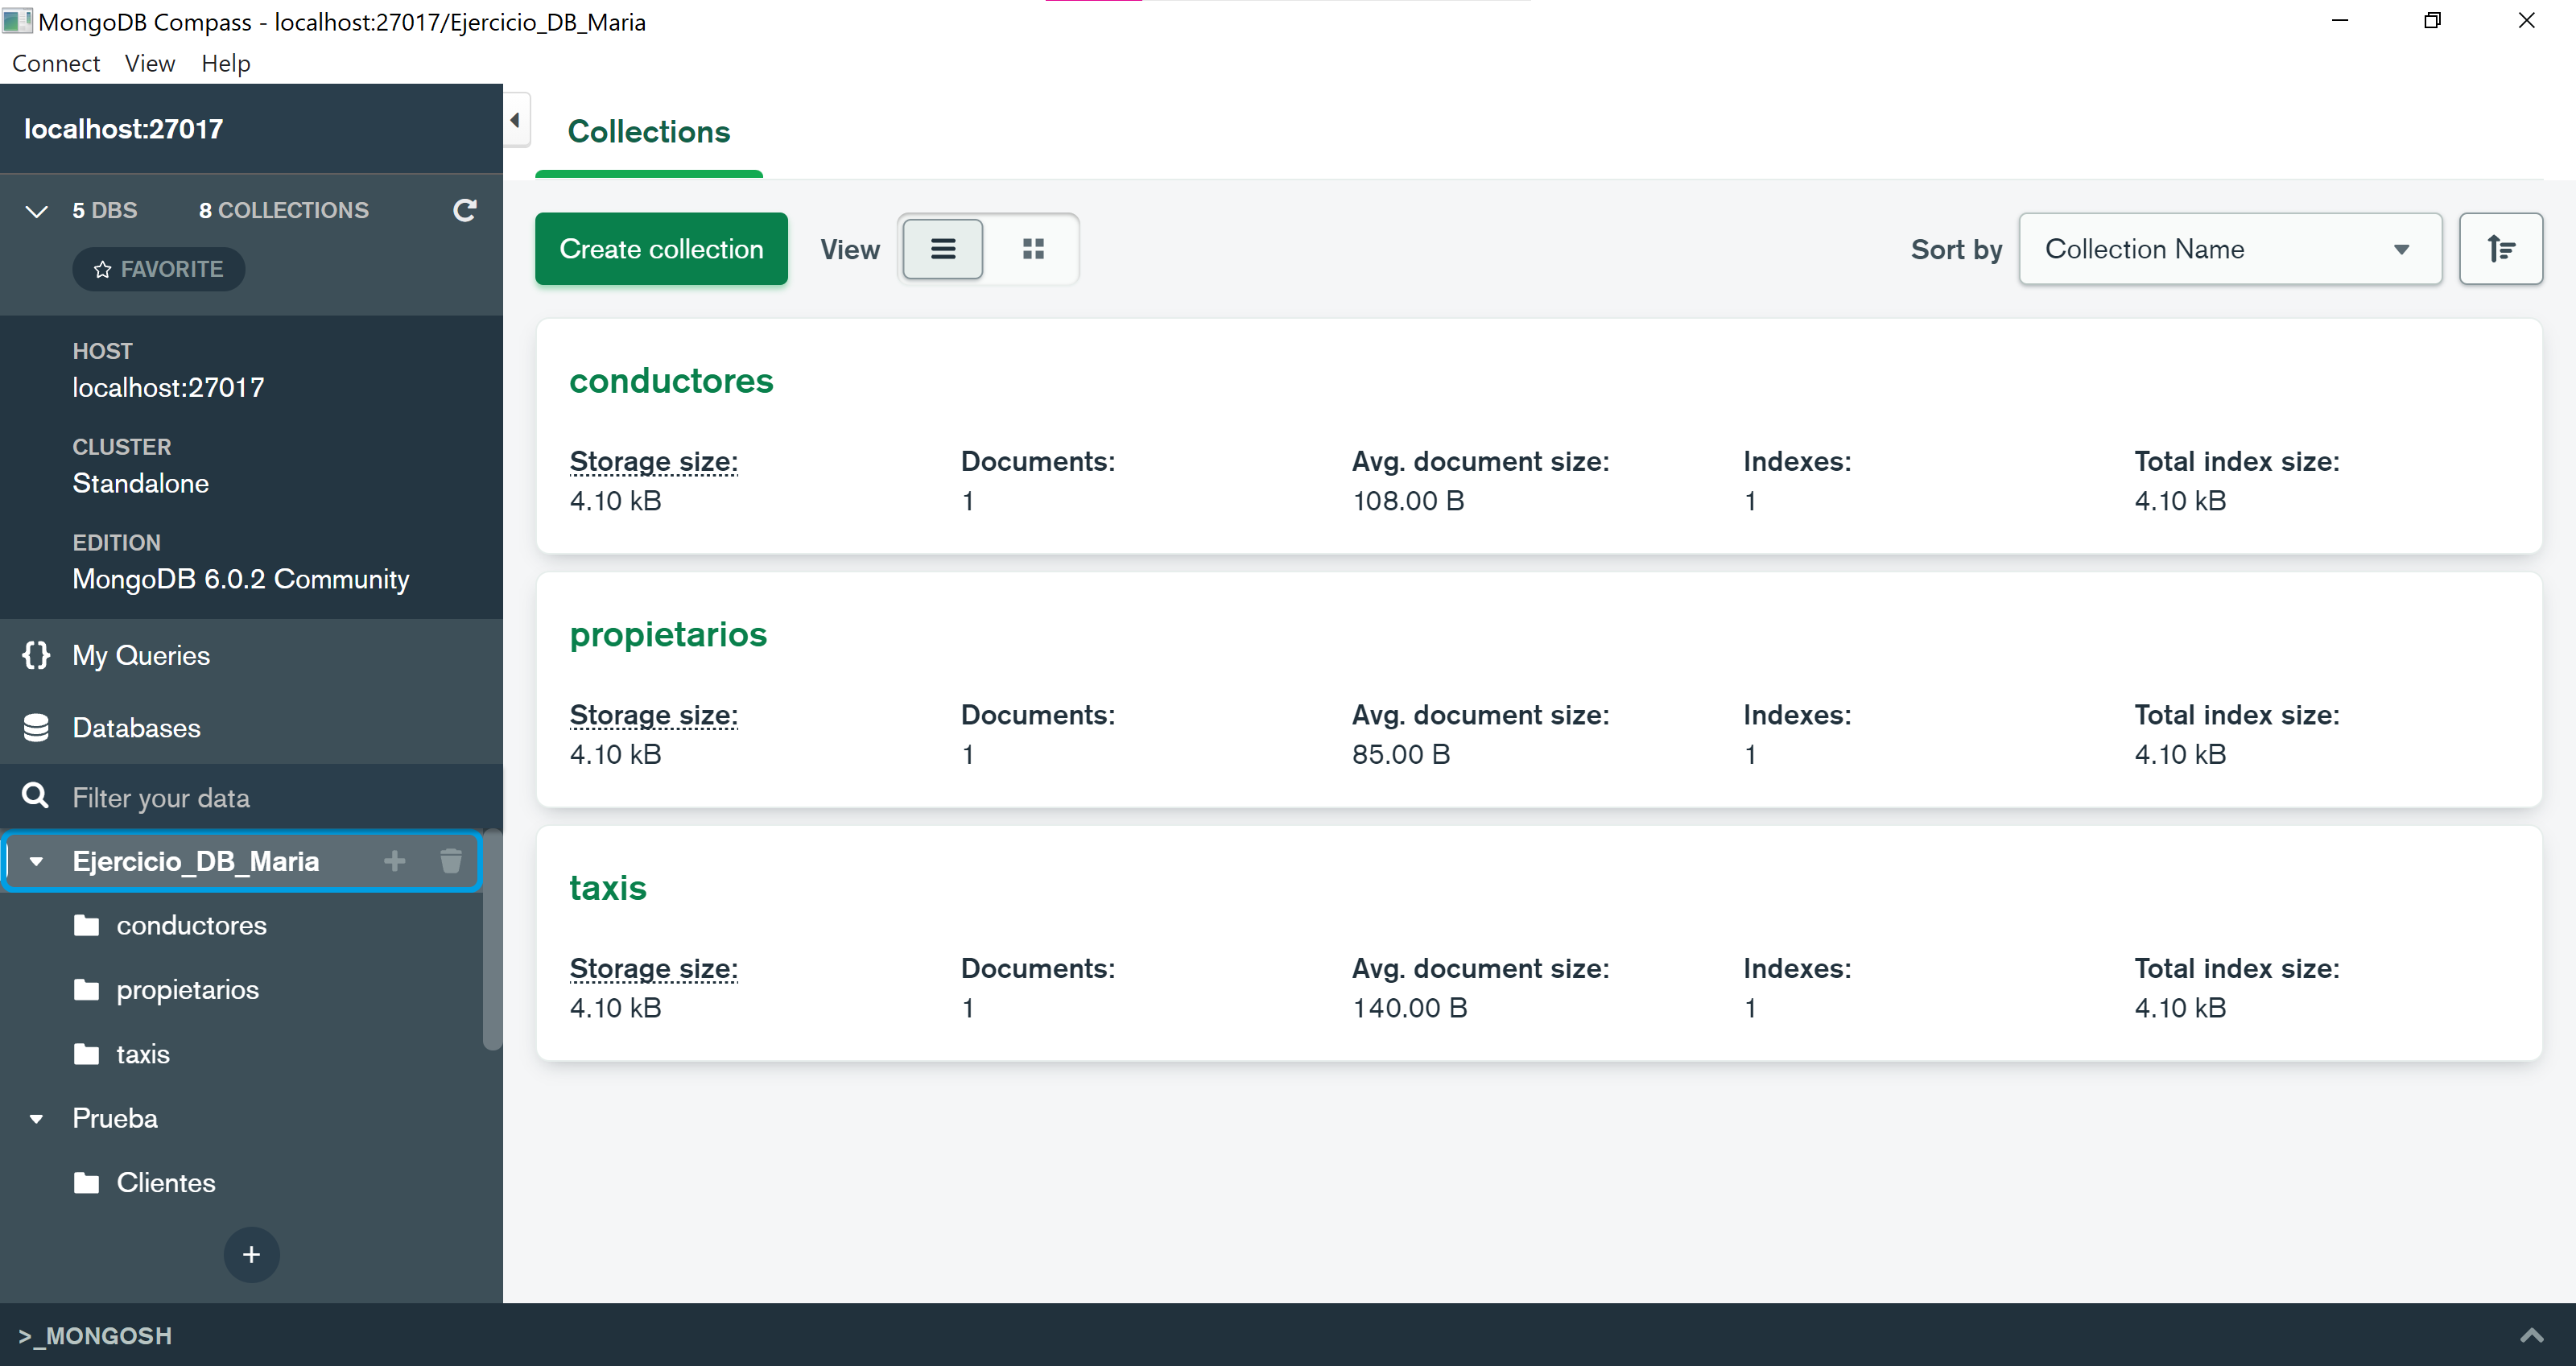 MongoDB Compass - localhost:27017/Ejercicio_DB_Maria
Connect View Help
localhost:27017
5 DBS 8 COLLECTIONS
FAVORITE
HOST
localhost:27017
CLUSTER
Standalone
EDITION
MongoDB 6.0.2 Community
{} My Queries
Databases
Filter your data
Ejercicio_DB_Maria
conductores
propietarios
taxis
Prueba
Clientes
+
Collections
Create collection View Sort by Collection Name
conductores
Storage size: Documents: Avg. document size: Indexes: Total index size:
4.10 kB 1 108.00 B 1 4.10 kB
propietarios
Storage size: Documents: Avg. document size: Indexes: Total index size:
4.10 kB 1 85.00 B 1 4.10 kB
taxis
Storage size: Documents: Avg. document size: Indexes: Total index size:
4.10 kB 1 140.00 B 1 4.10 kB
>_MONGOSH